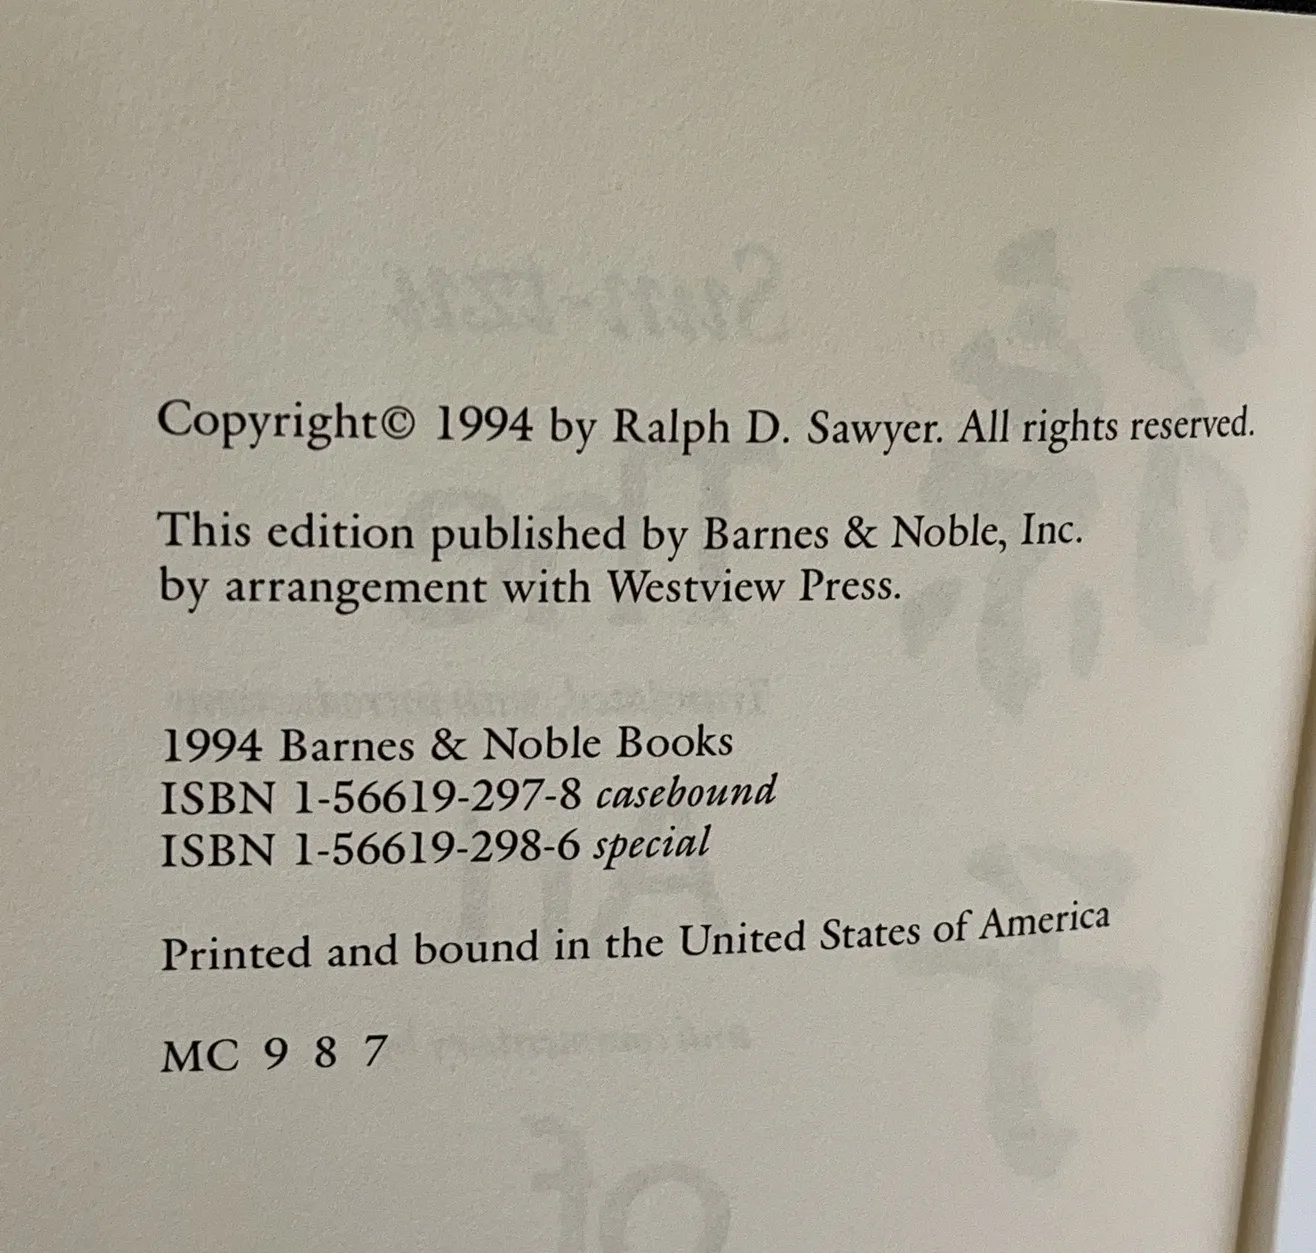 Copyright© 1994 by Ralph D. Sawyer. All rights reserved.
This edition published by Barnes & Noble, Inc.
by arrangement with Westview Press.
1994 Barnes & Noble Books
ISBN 1-56619-297-8 casebound
ISBN 1-56619-298-6 special
Printed and bound in the United States of America
MC 9 8 7